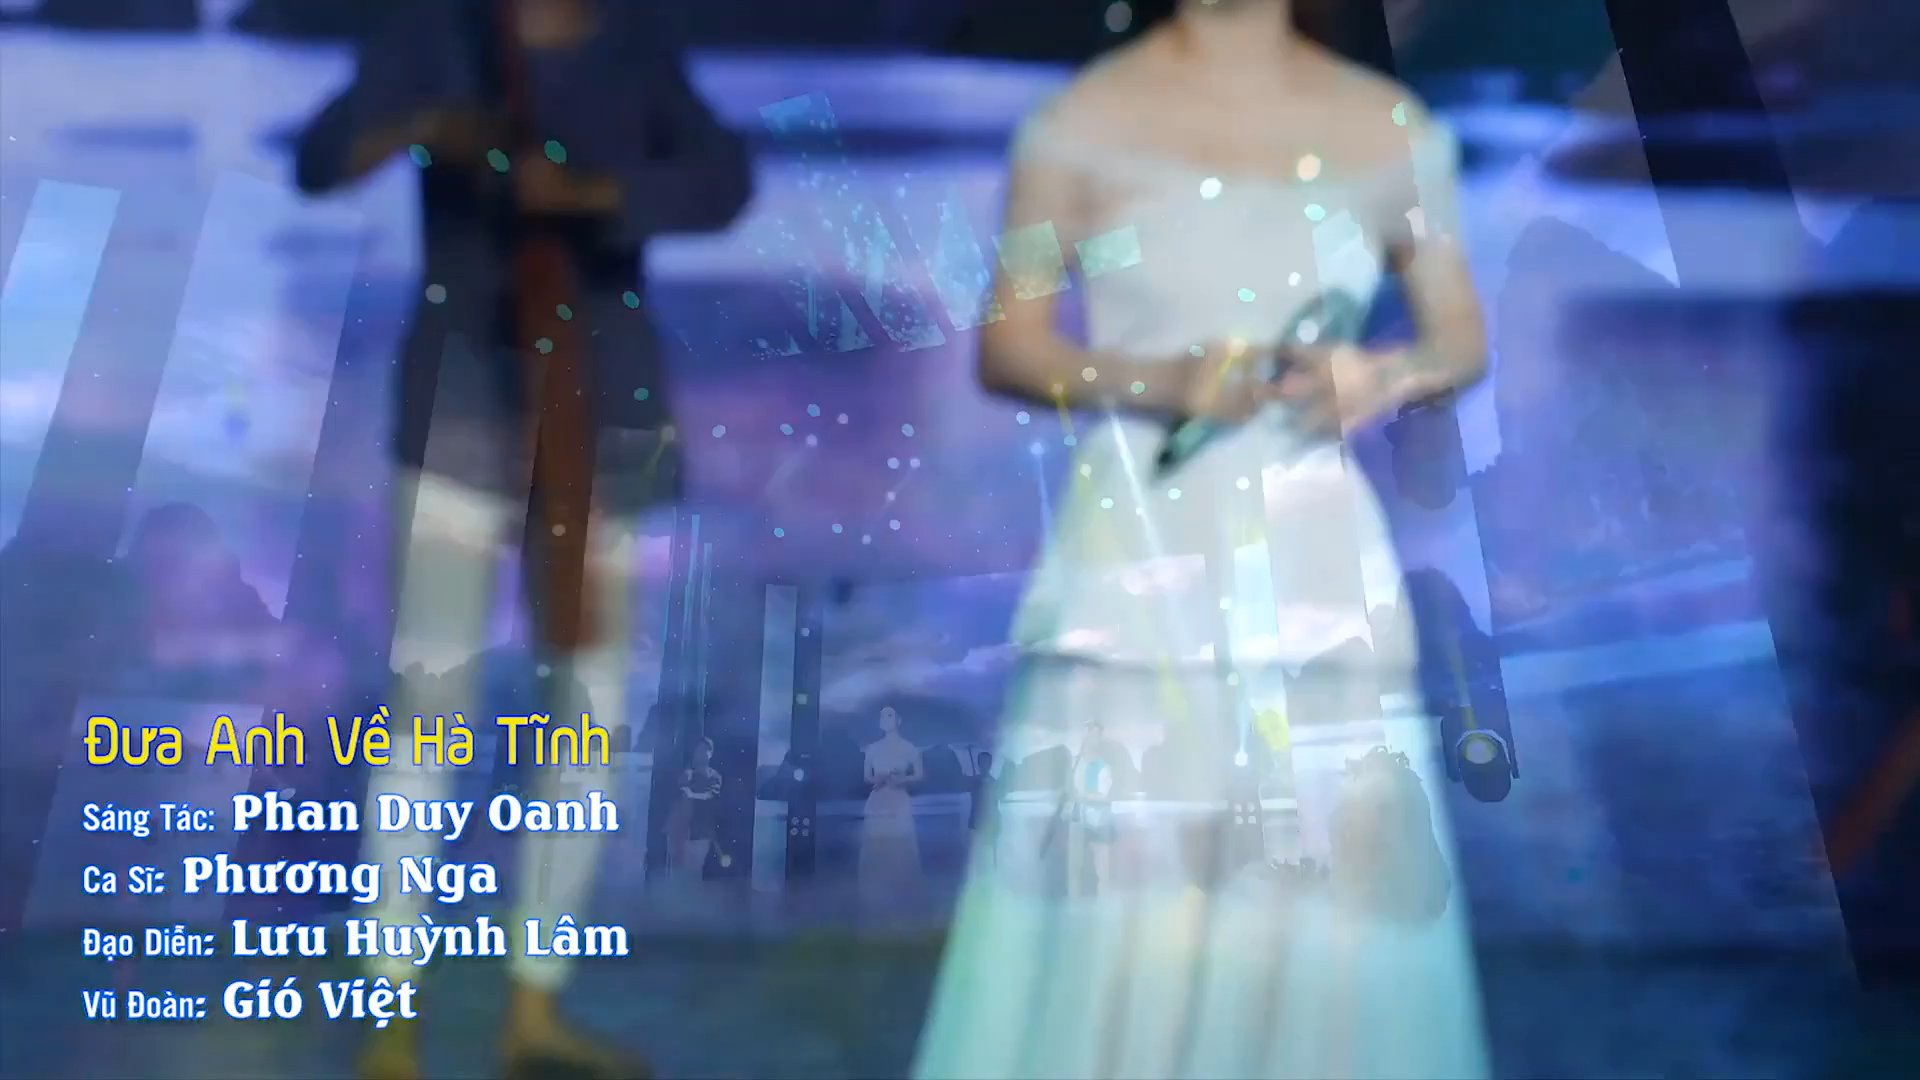 Đưa Anh Về Hà Tĩnh
Sáng Tác: Phan Duy Oanh
Ca Sĩ: Phương Nga
Đạo Diễn: Lưu Huỳnh Lâm
Vũ Đoàn: Gió Việt